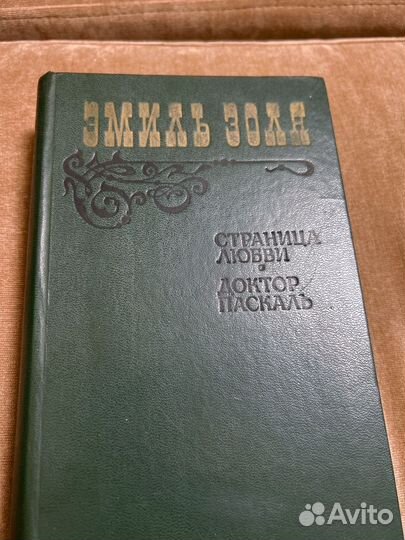 ЭМИЛЬ ЗОЛЯ
СТРАНИЦА
ЛЮБВИ
ДОКТОР
ПАСКАЛЬ
Avito